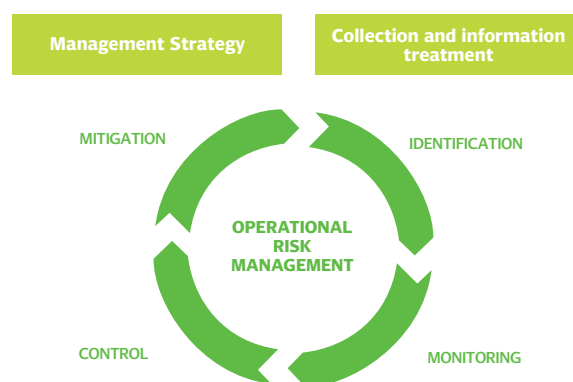 Management Strategy
Collection and information
treatment
MITIGATION
IDENTIFICATION
OPERATIONAL
RISK
MANAGEMENT
CONTROL
MONITORING